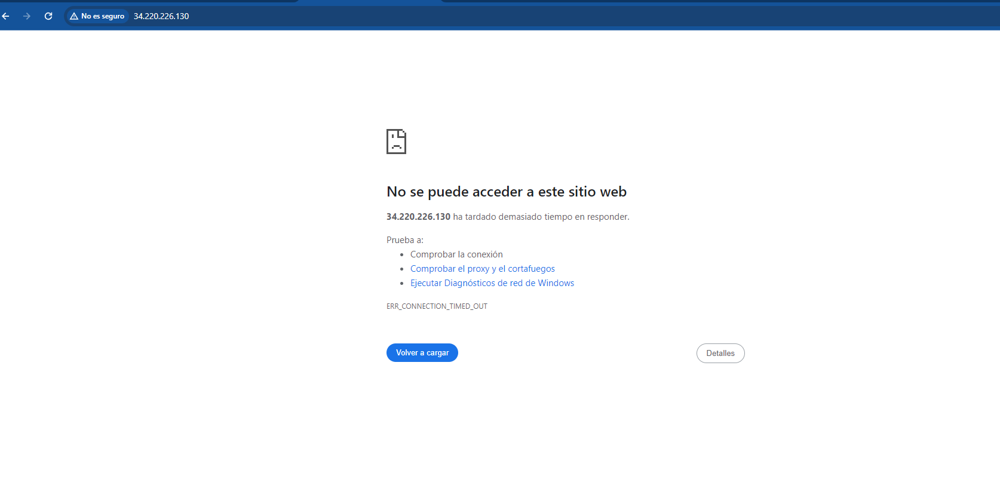 No es seguro 34.220.226.130
No se puede acceder a este sitio web
34.220.226.130 ha tardado demasiado tiempo en responder.
Prueba a:
Comprobar la conexión
Comprobar el proxy y el cortafuegos
Ejecutar Diagnósticos de red de Windows
ERR_CONNECTION_TIMED_OUT
Volver a cargar
Detalles